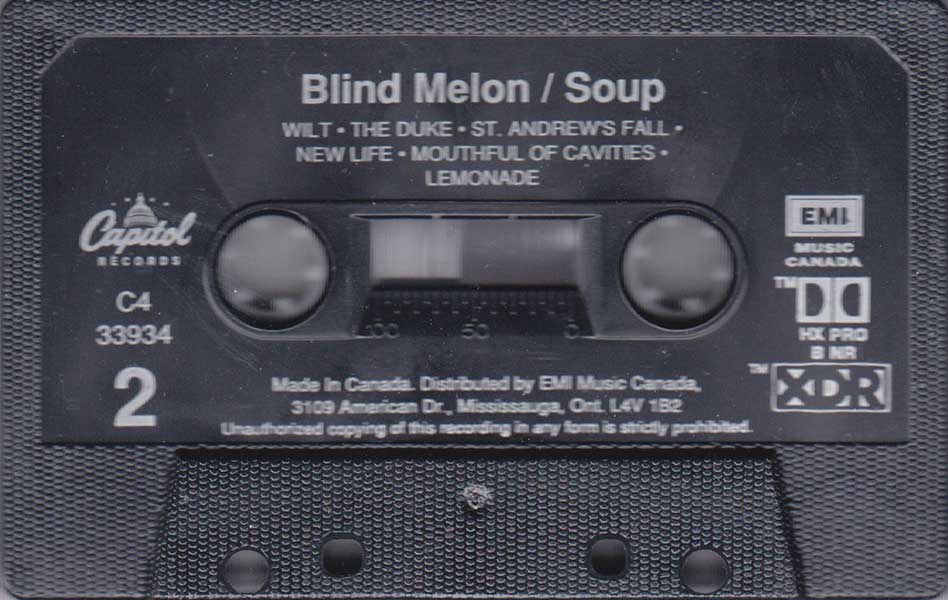 Blind Melon / Soup
WILT • THE DUKE • ST. ANDREW'S FALL •
NEW LIFE • MOUTHFUL OF CAVITIES •
LEMONADE
Capitol
RECORDS
C4
33934
2
EMI
MUSIC
CANADA
TM
HX PRO
B NR
TM
XDR
100 50 0
Made In Canada. Distributed by EMI Music Canada,
3109 American Dr., Mississauga, Ont. L4V 1B2
Unauthorized copying of this recording in any form is strictly prohibited.